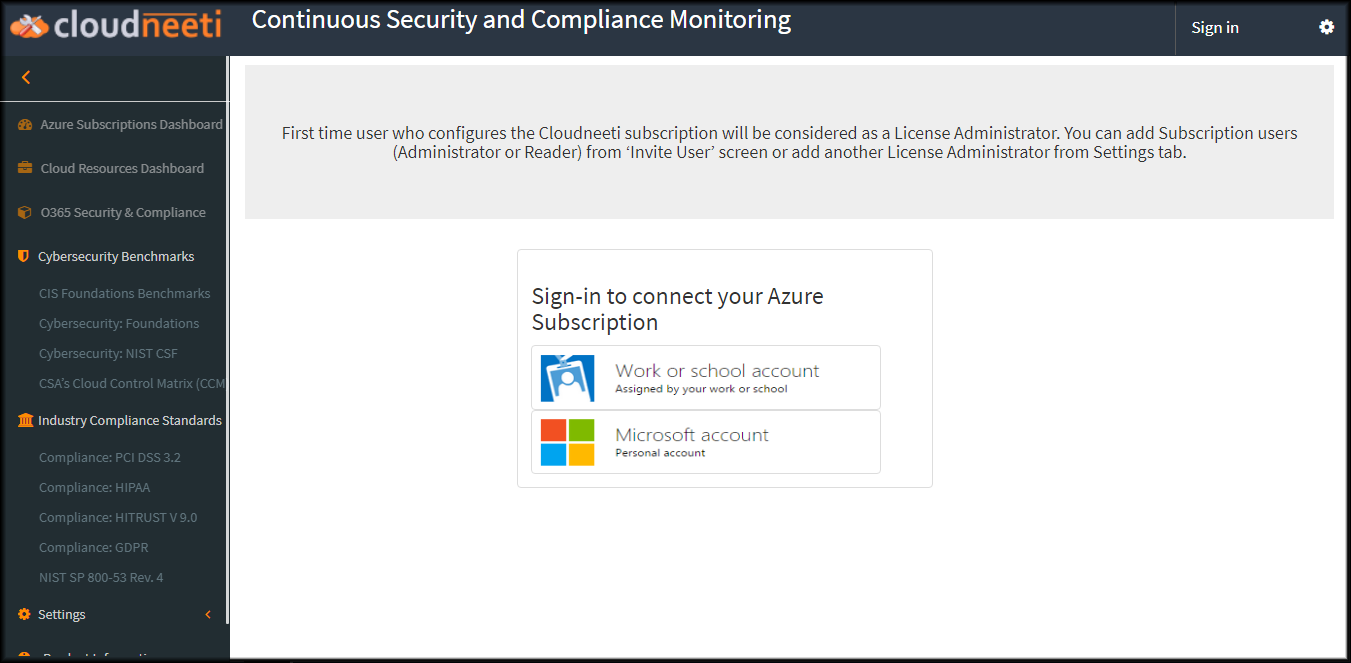 cloudneeti
Continuous Security and Compliance Monitoring
Sign in
Azure Subscriptions Dashboard
Cloud Resources Dashboard
O365 Security & Compliance
Cybersecurity Benchmarks
CIS Foundations Benchmarks
Cybersecurity: Foundations
Cybersecurity: NIST CSF
CSA's Cloud Control Matrix (CCM
Industry Compliance Standards
Compliance: PCI DSS 3.2
Compliance: HIPAA
Compliance: HITRUST V 9.0
Compliance: GDPR
NIST SP 800-53 Rev. 4
Settings
First time user who configures the Cloudneeti subscription will be considered as a License Administrator. You can add Subscription users
(Administrator or Reader) from ‘Invite User’ screen or add another License Administrator from Settings tab.
Sign-in to connect your Azure
Subscription
Work or school account
Assigned by your work or school
Microsoft account
Personal account